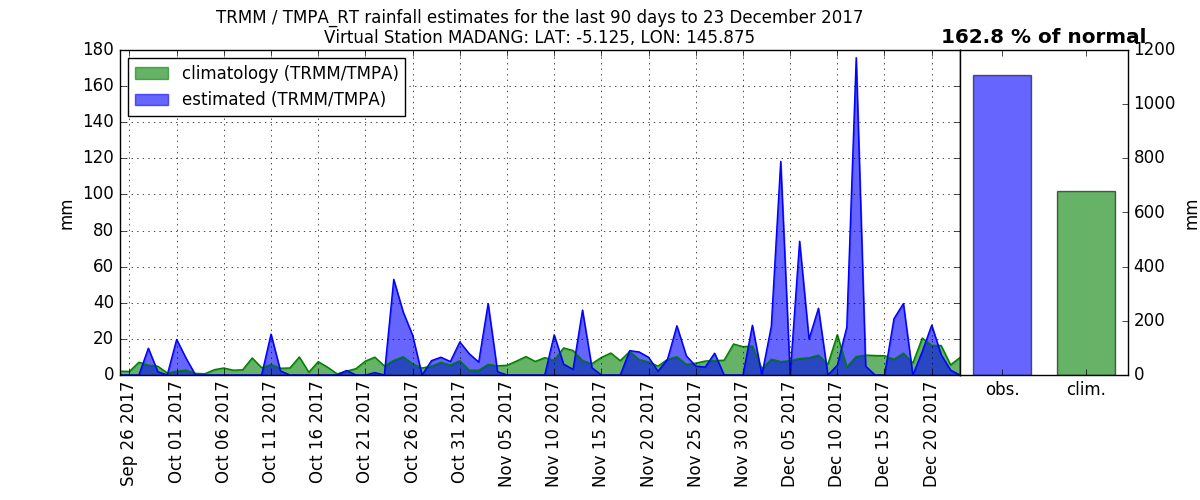 TRMM / TMPA_RT rainfall estimates for the last 90 days to 23 December 2017
Virtual Station MADANG: LAT: -5.125, LON: 145.875
162.8 % of normal
climatology (TRMM/TMPA)
estimated (TRMM/TMPA)
180
160
140
120
100
80
60
40
20
0
mm
Sep 26 2017
Oct 01 2017
Oct 06 2017
Oct 11 2017
Oct 16 2017
Oct 21 2017
Oct 26 2017
Oct 31 2017
Nov 05 2017
Nov 10 2017
Nov 15 2017
Nov 20 2017
Nov 25 2017
Nov 30 2017
Dec 05 2017
Dec 10 2017
Dec 15 2017
Dec 20 2017
1200
1000
800
600
400
200
0
mm
obs.
clim.